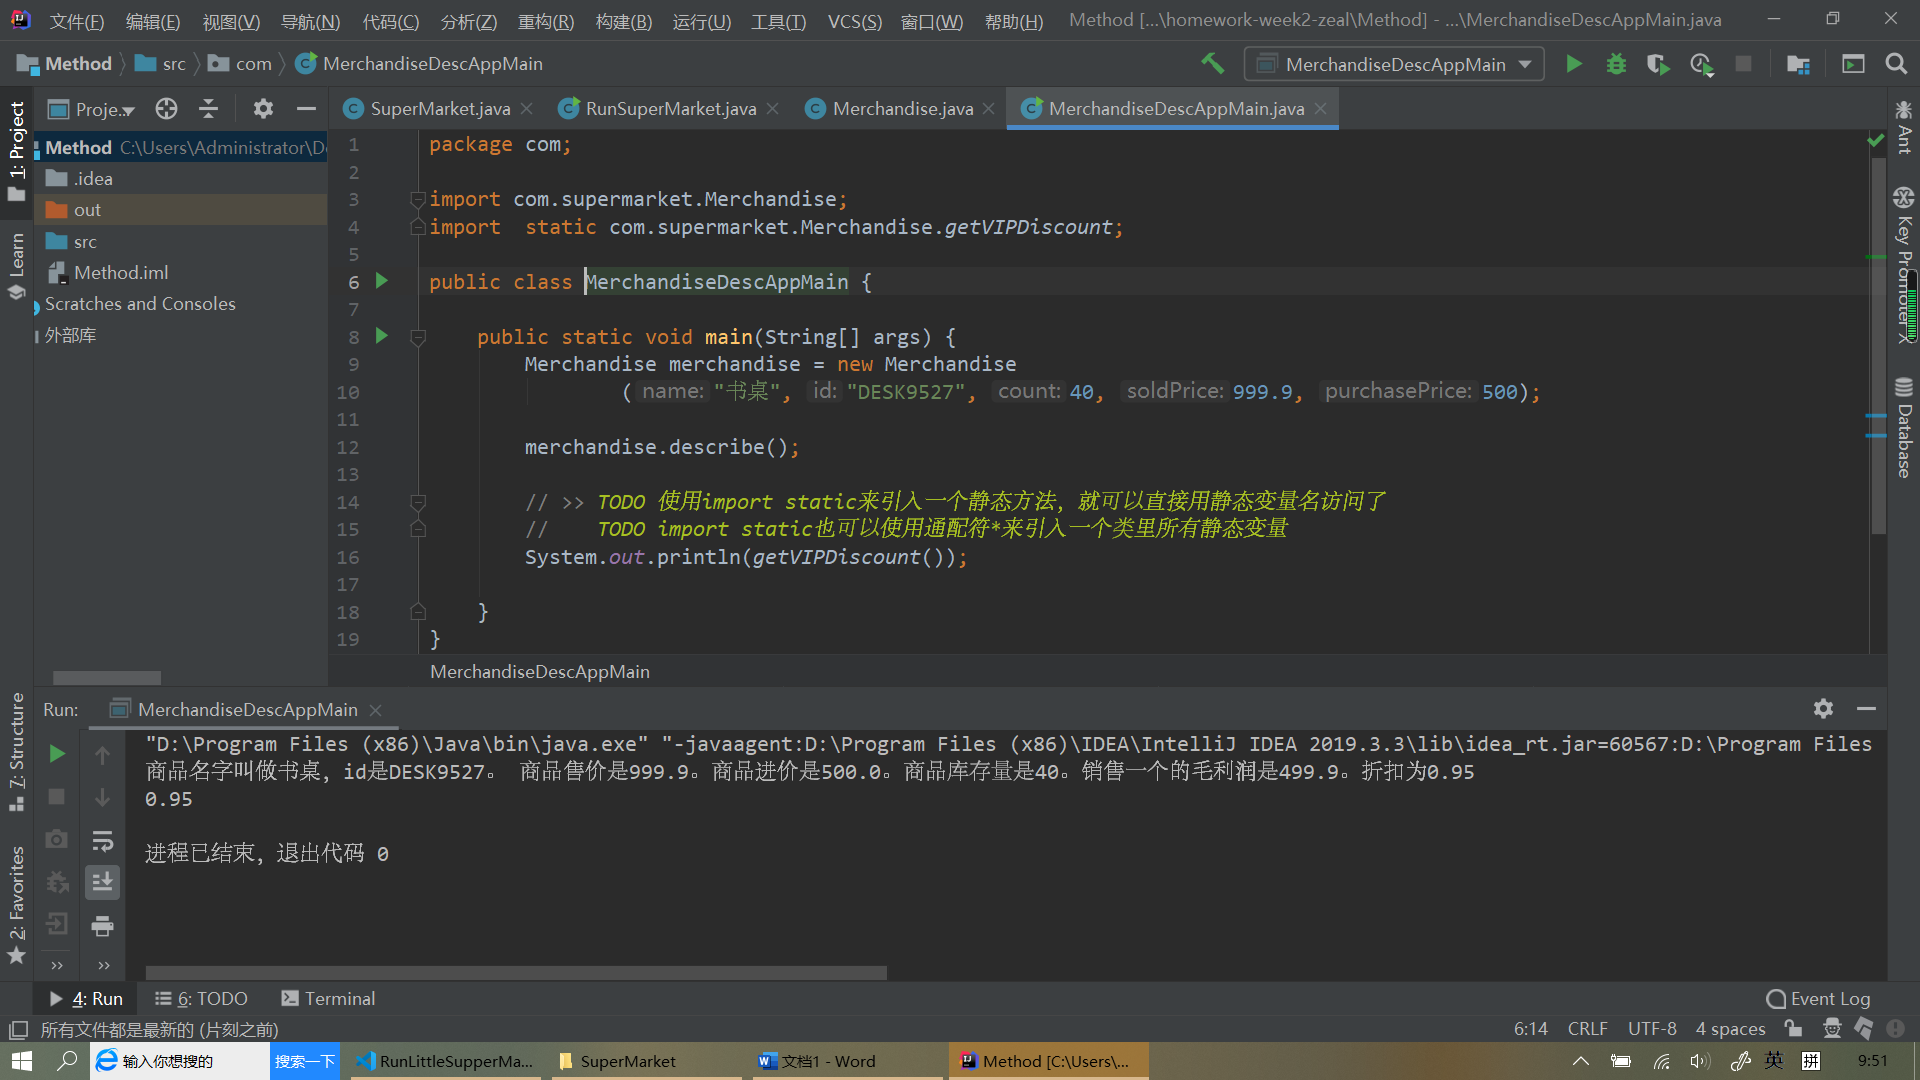 文件(F) 编辑(E) 视图(V) 导航(N) 代码(C) 分析(Z) 重构(R) 构建(B) 运行(U) 工具(T) VCS(S) 窗口(W) 帮助(H) Method [...\homework-week2-zeal\Method] - ...\MerchandiseDescAppMain.java
Method src com MerchandiseDescAppMain MerchandiseDescAppMain
Proje... SuperMarket.java RunSuperMarket.java Merchandise.java MerchandiseDescAppMain.java
Method C:\Users\Administrator\De
.idea
out
src
Method.iml
Scratches and Consoles
外部库
1: Project
Learn
7: Structure
2: Favorites
Ant
Key Promoter X
Database
1 package com;
2
3 import com.supermarket.Merchandise;
4 import  static com.supermarket.Merchandise.getVIPDiscount;
5
6 public class MerchandiseDescAppMain {
7
8 public static void main(String[] args) {
9 Merchandise merchandise = new Merchandise
10 ( name: "书桌", id: "DESK9527", count: 40, soldPrice: 999.9, purchasePrice: 500);
11
12 merchandise.describe();
13
14 // >> TODO 使用import static来引入一个静态方法，就可以直接用静态变量名访问了
15 //    TODO import static也可以使用通配符*来引入一个类里所有静态变量
16 System.out.println(getVIPDiscount());
17
18 }
19 }
MerchandiseDescAppMain
Run: MerchandiseDescAppMain
"D:\Program Files (x86)\Java\bin\java.exe" "-javaagent:D:\Program Files (x86)\IDEA\IntelliJ IDEA 2019.3.3\lib\idea_rt.jar=60567:D:\Program Files
商品名字叫做书桌，id是DESK9527。 商品售价是999.9。商品进价是500.0。商品库存量是40。销售一个的毛利润是499.9。折扣为0.95
0.95
进程已结束，退出代码 0
4: Run 6: TODO Terminal Event Log
所有文件都是最新的 (片刻之前) 6:14 CRLF UTF-8 4 spaces
输入你想搜的 搜索一下 RunLittleSupperMa... SuperMarket 文档1 - Word Method [C:\Users\... 英 拼 9:51